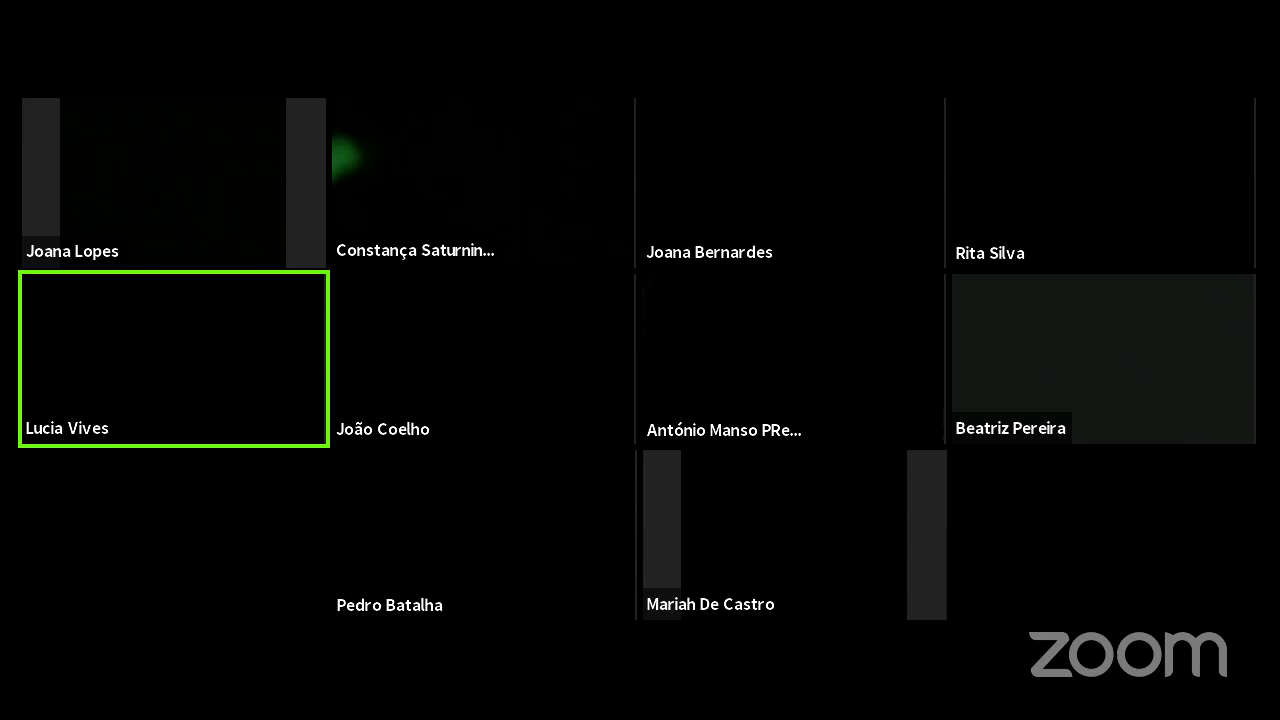 Joana Lopes
Constança Saturnin...
Joana Bernardes
Rita Silva
Lucia Vives
João Coelho
António Manso PRe...
Beatriz Pereira
Pedro Batalha
Mariah De Castro
zoom